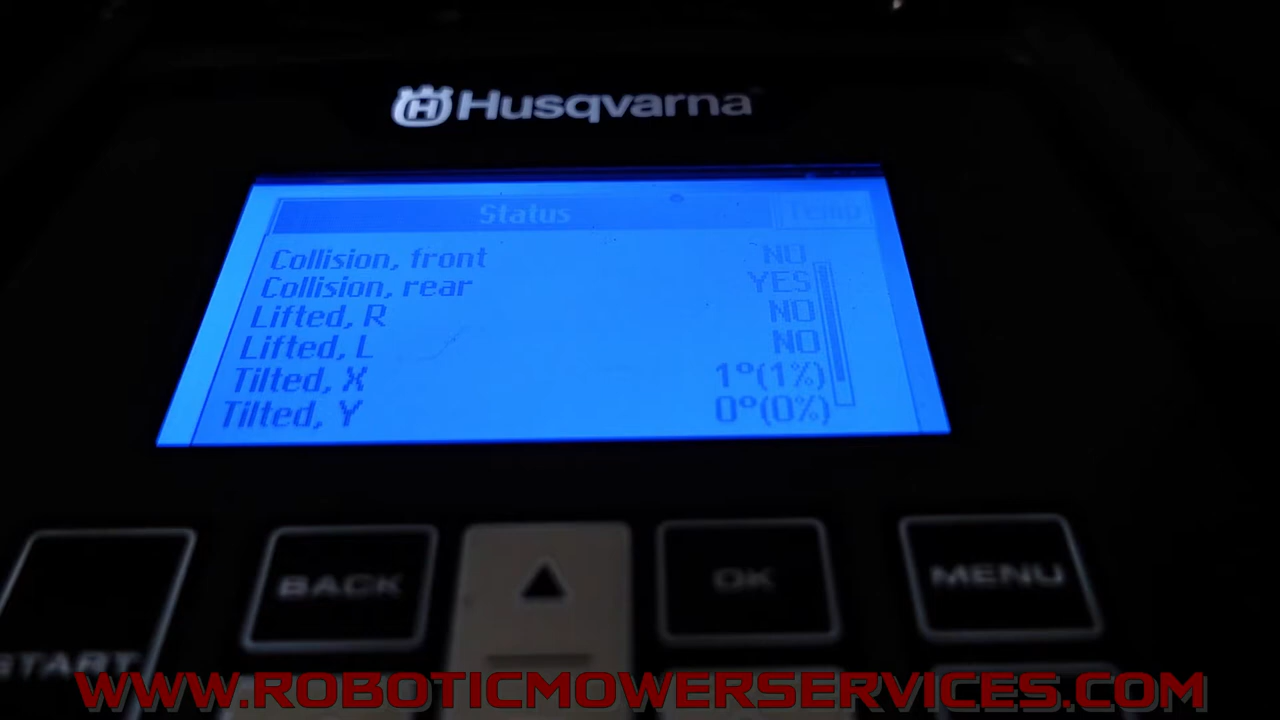 Husqvarna
Status Temp
Collision, front NO
Collision, rear YES
Lifted, R NO
Lifted, L NO
Tilted, X 1°(1%)
Tilted, Y 0°(0%)
BACK OK MENU
START
WWW.ROBOTICMOWERSERVICES.COM